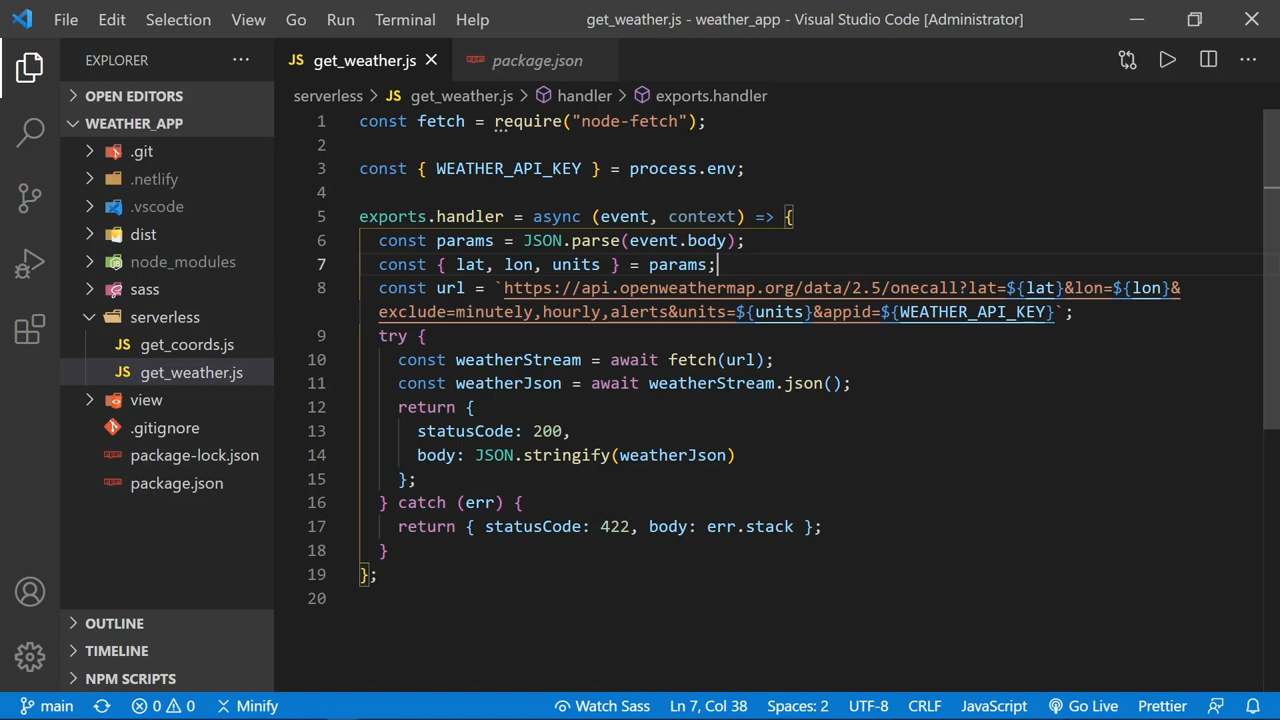 File Edit Selection View Go Run Terminal Help
get_weather.js - weather_app - Visual Studio Code [Administrator]
EXPLORER
OPEN EDITORS
WEATHER_APP
.git
.netlify
.vscode
dist
node_modules
sass
serverless
JS get_coords.js
JS get_weather.js
view
.gitignore
package-lock.json
package.json
OUTLINE
TIMELINE
NPM SCRIPTS
JS get_weather.js
package.json
serverless > JS get_weather.js > handler > exports.handler
1 const fetch = require("node-fetch");
2
3 const { WEATHER_API_KEY } = process.env;
4
5 exports.handler = async (event, context) => {
6 const params = JSON.parse(event.body);
7 const { lat, lon, units } = params;
8 const url = `https://api.openweathermap.org/data/2.5/onecall?lat=${lat}&lon=${lon}&
exclude=minutely,hourly,alerts&units=${units}&appid=${WEATHER_API_KEY}`;
9 try {
10 const weatherStream = await fetch(url);
11 const weatherJson = await weatherStream.json();
12 return {
13 statusCode: 200,
14 body: JSON.stringify(weatherJson)
15 };
16 } catch (err) {
17 return { statusCode: 422, body: err.stack };
18 }
19 };
20
main 0 0 Minify Watch Sass Ln 7, Col 38 Spaces: 2 UTF-8 CRLF JavaScript Go Live Prettier